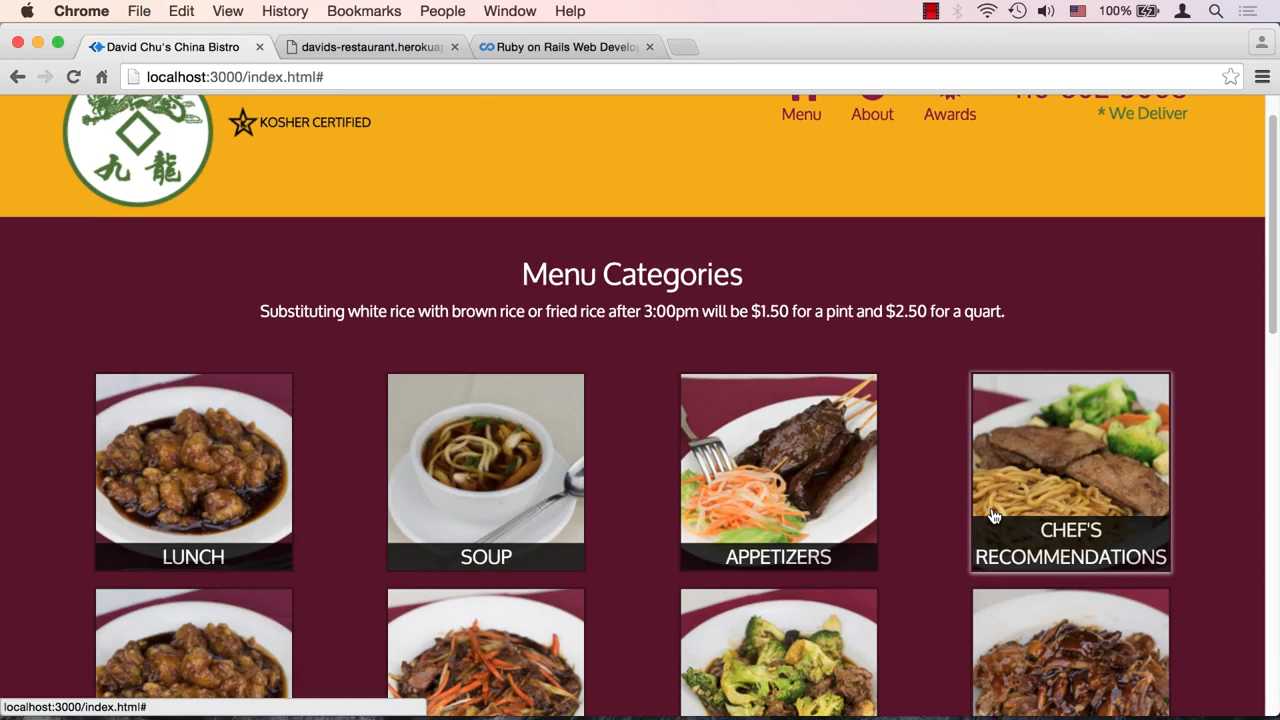 Chrome File Edit View History Bookmarks People Window Help 100%
David Chu's China Bistro
davids-restaurant.herokuap
Ruby on Rails Web Develop
localhost:3000/index.html#
九龍
KOSHER CERTIFIED
Menu
About
Awards
* We Deliver
Menu Categories
Substituting white rice with brown rice or fried rice after 3:00pm will be $1.50 for a pint and $2.50 for a quart.
LUNCH
SOUP
APPETIZERS
CHEF'S
RECOMMENDATIONS
localhost:3000/index.html#